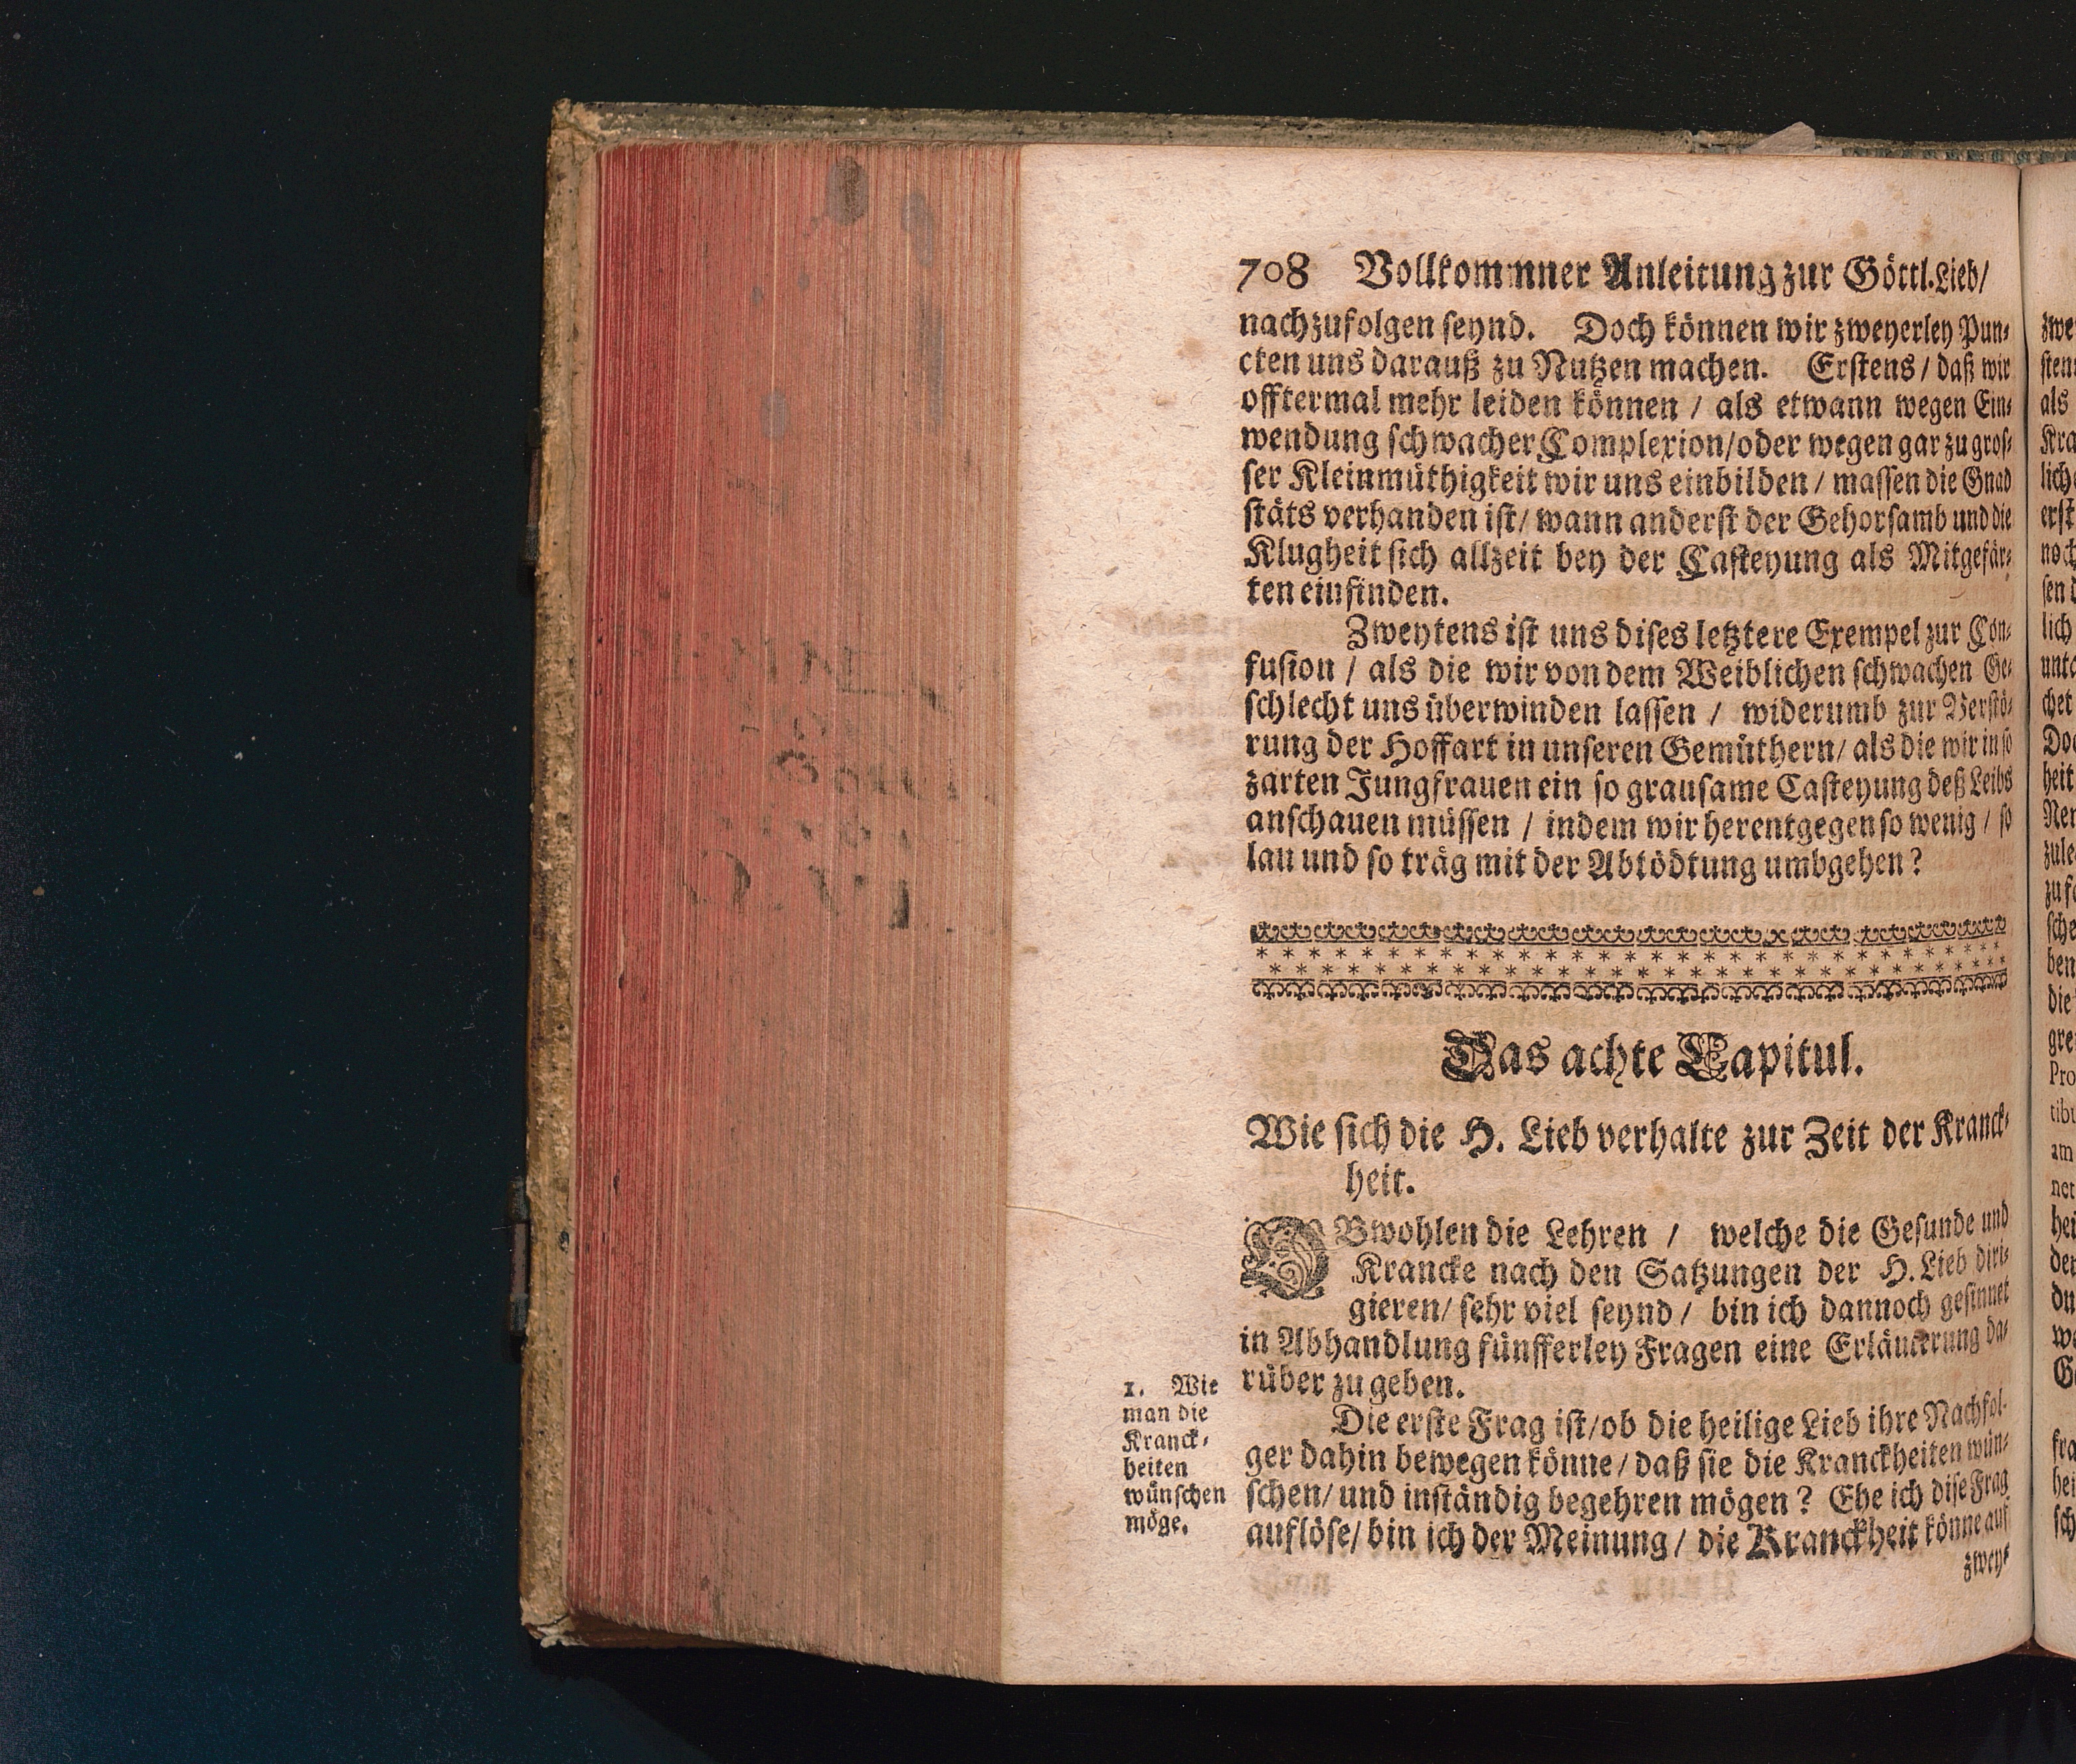 708 Vollkommner Anleitung zur Göttl. Lieb/
nachzufolgen seynd. Doch können wir zweyerley Pun-
cten uns darauß zu Nutzen machen. Erstens / daß wir
offtermal mehr leiden können / als etwann wegen Ein-
wendung schwacher Complexion/oder wegen gar zu gros-
ser Kleinmüthigkeit wir uns einbilden / massen die Gnad
stäts verhanden ist/ wann anderst der Gehorsamb und die
Klugheit sich allzeit bey der Casteyung als Mitgefär-
ten einfinden.
Zweytens ist uns dises letztere Exempel zur Con-
fusion / als die wir von dem Weiblichen schwachen Ge-
schlecht uns überwinden lassen / widerumb zur Verstö-
rung der Hoffart in unseren Gemüthern/ als die wir in so
zarten Jungfrauen ein so grausame Casteyung deß Leibs
anschauen müssen / indem wir herentgegen so wenig / so
lau und so träg mit der Abtödtung umbgehen?
Das achte Capitul.
Wie sich die H. Lieb verhalte zur Zeit der Kranck-
heit.
OBwohlen die Lehren / welche die Gesunde und
Krancke nach den Satzungen der H. Lieb diri-
gieren/ sehr viel seynd / bin ich dannoch gesinnet
in Abhandlung fünfferley Fragen eine Erläuterung da-
rüber zu geben.
1. Wie
man die
Kranck-
heiten
wünschen
möge.
Die erste Frag ist/ob die heilige Lieb ihre Nachfol-
ger dahin bewegen könne / daß sie die Kranckheiten wün-
schen/ und inständig begehren mögen? Ehe ich dise Frag
auflöse/ bin ich der Meinung / die Kranckheit könne auf
zwey-